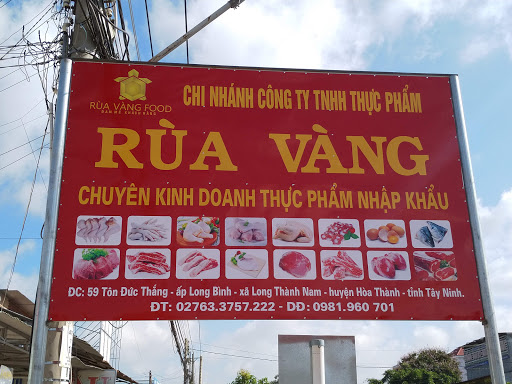 RÙA VÀNG FOOD
CHI NHÁNH CÔNG TY TNHH THỰC PHẨM
RÙA VÀNG
CHUYÊN KINH DOANH THỰC PHẨM NHẬP KHẨU
ĐC: 59 Tôn Đức Thắng - ấp Long Bình - xã Long Thành Nam - huyện Hòa Thành - tỉnh Tây Ninh.
ĐT: 02763.3757.222 - DĐ: 0981.960 701